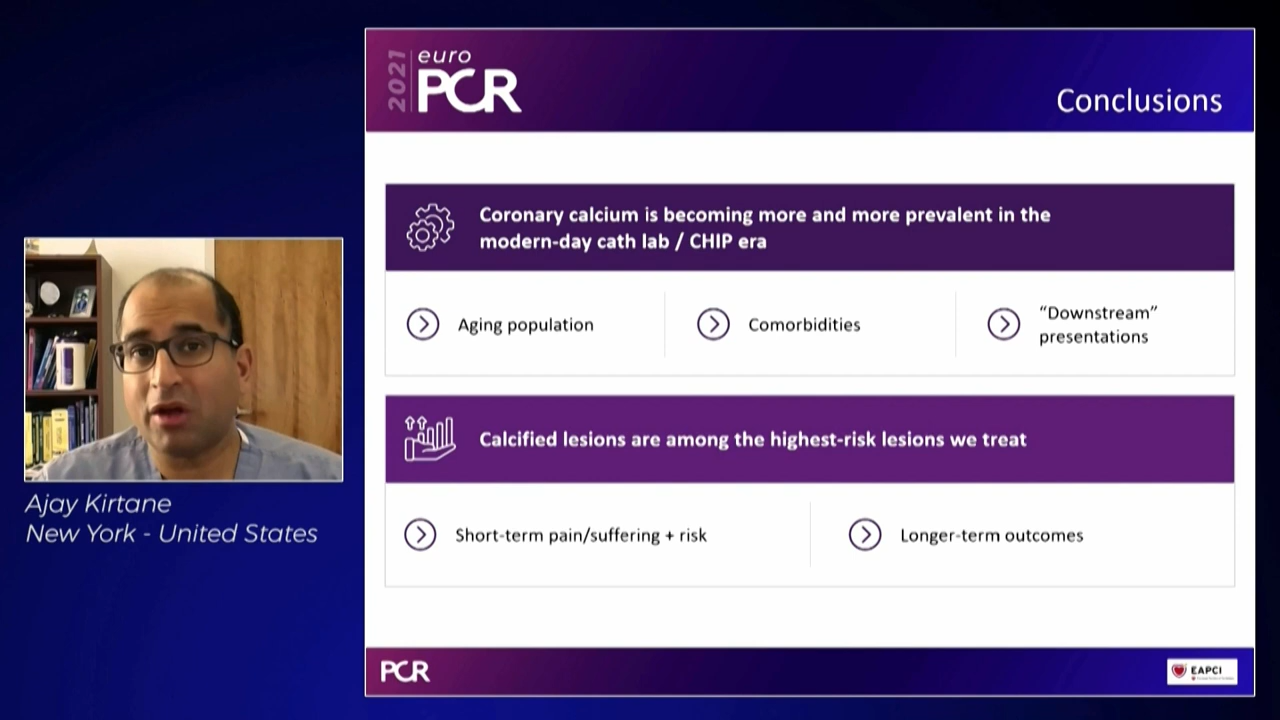 2021
euro
PCR
Conclusions
Coronary calcium is becoming more and more prevalent in the
modern-day cath lab / CHIP era
Aging population
Comorbidities
“Downstream”
presentations
Calcified lesions are among the highest-risk lesions we treat
Short-term pain/suffering + risk
Longer-term outcomes
Ajay Kirtane
New York - United States
PCR
EAPCI